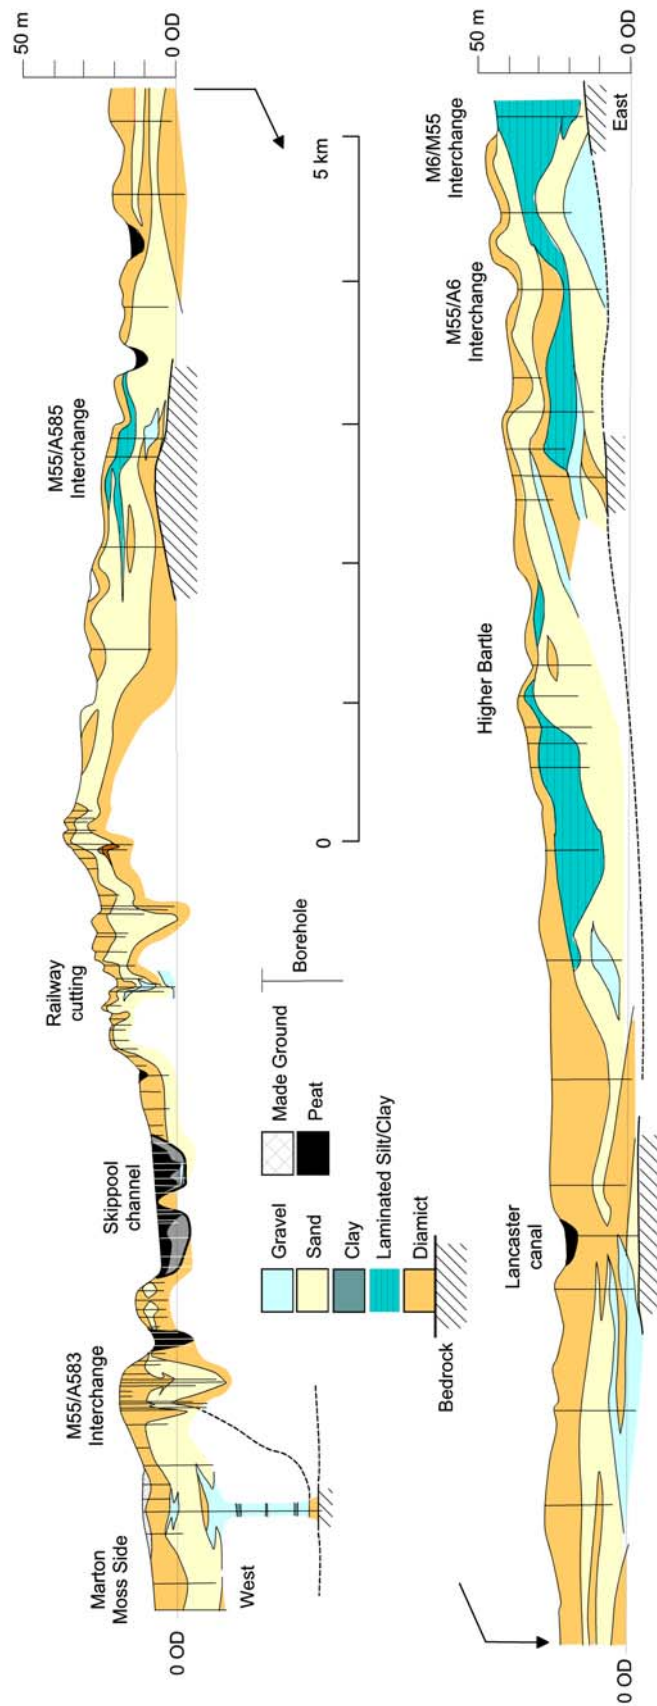 50 m
0 OD
M55/A585
Interchange
Railway
cutting
Skippool
channel
M55/A583
Interchange
Marton
Moss Side
0 OD
West
0
5 km
Gravel
Sand
Clay
Laminated Silt/Clay
Diamict
Bedrock
Made Ground
Peat
Borehole
50 m
0 OD
M6/M55
Interchange
M55/A6
Interchange
Higher Bartle
Lancaster
canal
0 OD
East